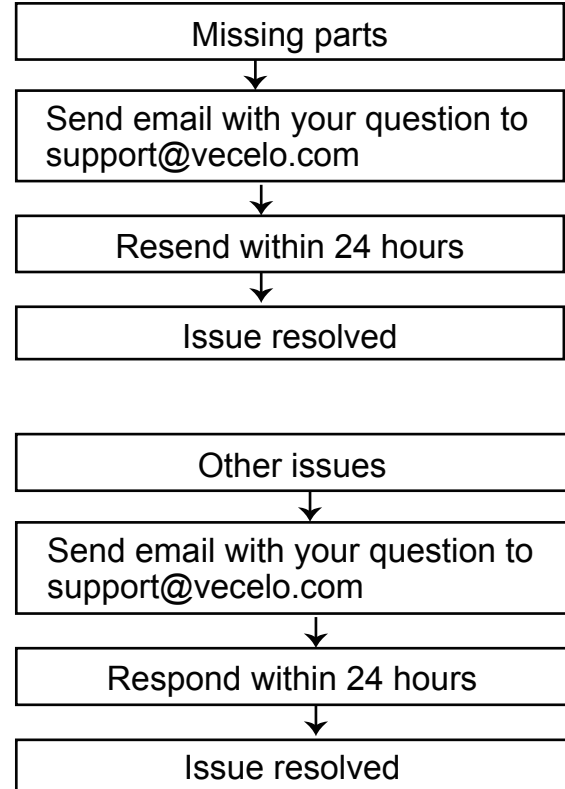 Missing parts
Send email with your question to
support@vecelo.com
Resend within 24 hours
Issue resolved
Other issues
Send email with your question to
support@vecelo.com
Respond within 24 hours
Issue resolved